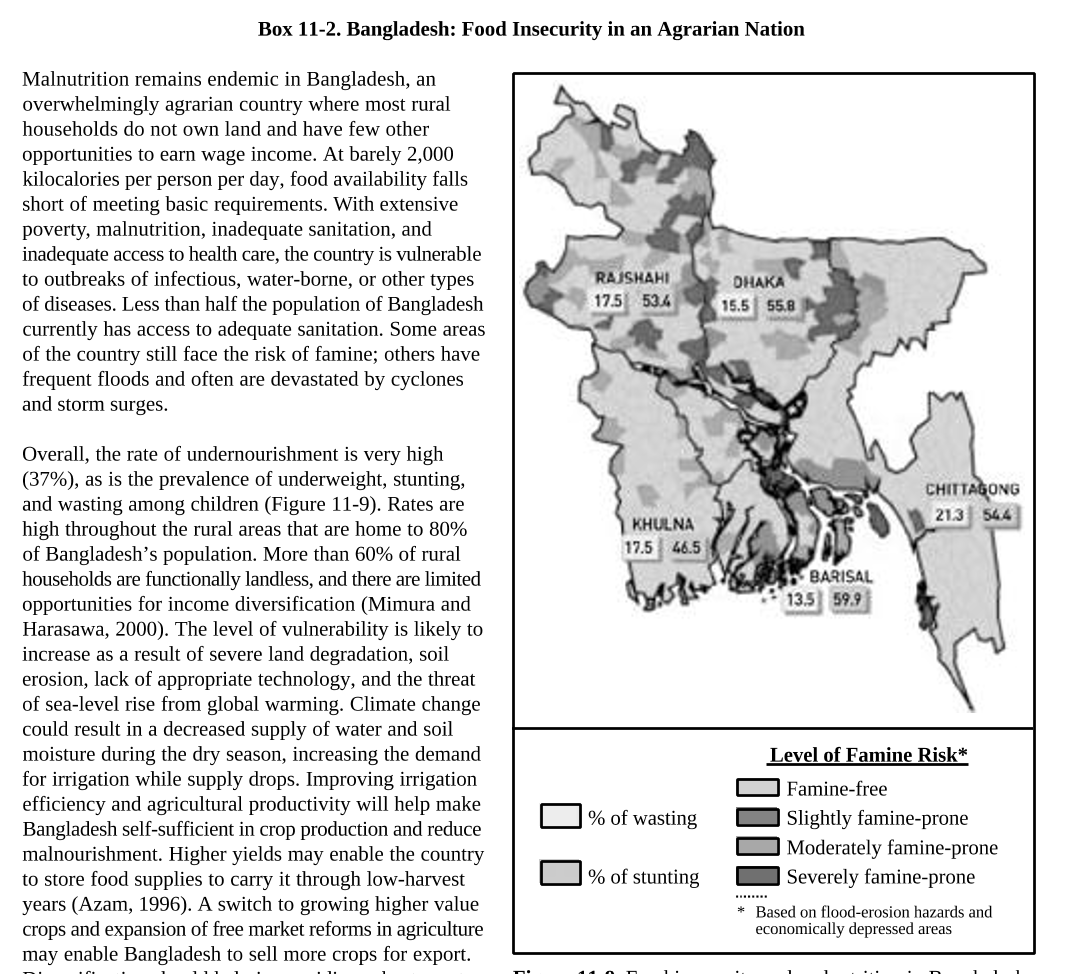 Box 11-2. Bangladesh: Food Insecurity in an Agrarian Nation
Malnutrition remains endemic in Bangladesh, an
overwhelmingly agrarian country where most rural
households do not own land and have few other
opportunities to earn wage income. At barely 2,000
kilocalories per person per day, food availability falls
short of meeting basic requirements. With extensive
poverty, malnutrition, inadequate sanitation, and
inadequate access to health care, the country is vulnerable
to outbreaks of infectious, water-borne, or other types
of diseases. Less than half the population of Bangladesh
currently has access to adequate sanitation. Some areas
of the country still face the risk of famine; others have
frequent floods and often are devastated by cyclones
and storm surges.
Overall, the rate of undernourishment is very high
(37%), as is the prevalence of underweight, stunting,
and wasting among children (Figure 11-9). Rates are
high throughout the rural areas that are home to 80%
of Bangladesh's population. More than 60% of rural
households are functionally landless, and there are limited
opportunities for income diversification (Mimura and
Harasawa, 2000). The level of vulnerability is likely to
increase as a result of severe land degradation, soil
erosion, lack of appropriate technology, and the threat
of sea-level rise from global warming. Climate change
could result in a decreased supply of water and soil
moisture during the dry season, increasing the demand
for irrigation while supply drops. Improving irrigation
efficiency and agricultural productivity will help make
Bangladesh self-sufficient in crop production and reduce
malnourishment. Higher yields may enable the country
to store food supplies to carry it through low-harvest
years (Azam, 1996). A switch to growing higher value
crops and expansion of free market reforms in agriculture
may enable Bangladesh to sell more crops for export.
RAJSHAHI
17.5 53.4
DHAKA
15.5 55.8
CHITTAGONG
21.3 54.4
KHULNA
17.5 46.5
BARISAL
13.5 59.9
% of wasting
% of stunting
Level of Famine Risk*
Famine-free
Slightly famine-prone
Moderately famine-prone
Severely famine-prone
* Based on flood-erosion hazards and
economically depressed areas